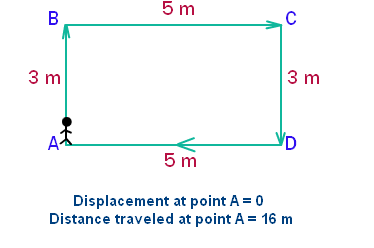 5 m
B C
3 m 3 m
A D
5 m
Displacement at point A = 0
Distance traveled at point A = 16 m